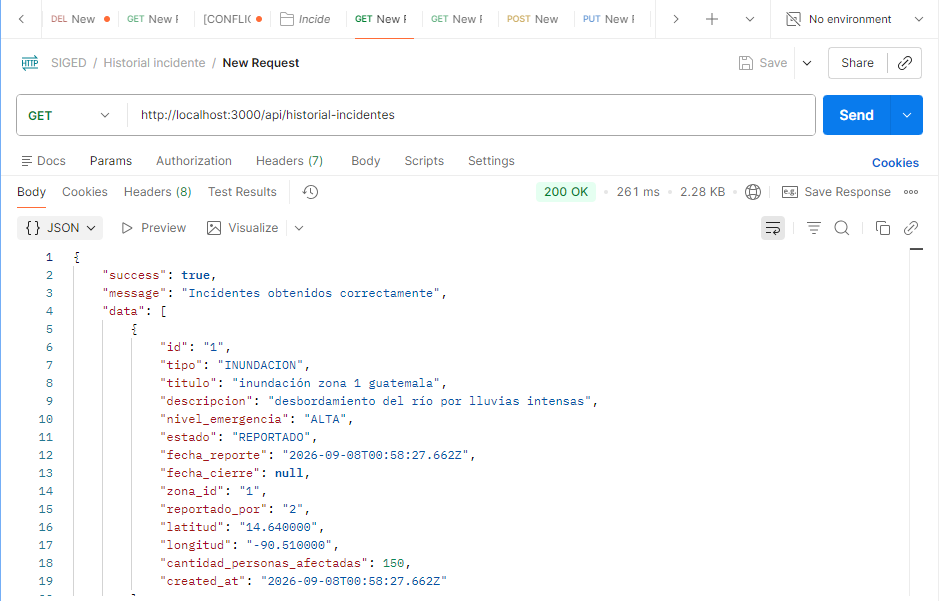 DEL New GET New F [CONFLIC Incide GET New F GET New F POST New PUT New F No environment
HTTP SIGED / Historial incidente / New Request Save Share
GET http://localhost:3000/api/historial-incidentes Send
Docs Params Authorization Headers (7) Body Scripts Settings Cookies
Body Cookies Headers (8) Test Results 200 OK 261 ms 2.28 KB e.g. Save Response
{} JSON Preview Visualize
1 {
2 "success": true,
3 "message": "Incidentes obtenidos correctamente",
4 "data": [
5 {
6 "id": "1",
7 "tipo": "INUNDACION",
8 "titulo": "inundación zona 1 guatemala",
9 "descripcion": "desbordamiento del río por lluvias intensas",
10 "nivel_emergencia": "ALTA",
11 "estado": "REPORTADO",
12 "fecha_reporte": "2026-09-08T00:58:27.662Z",
13 "fecha_cierre": null,
14 "zona_id": "1",
15 "reportado_por": "2",
16 "latitud": "14.640000",
17 "longitud": "-90.510000",
18 "cantidad_personas_afectadas": 150,
19 "created_at": "2026-09-08T00:58:27.662Z"